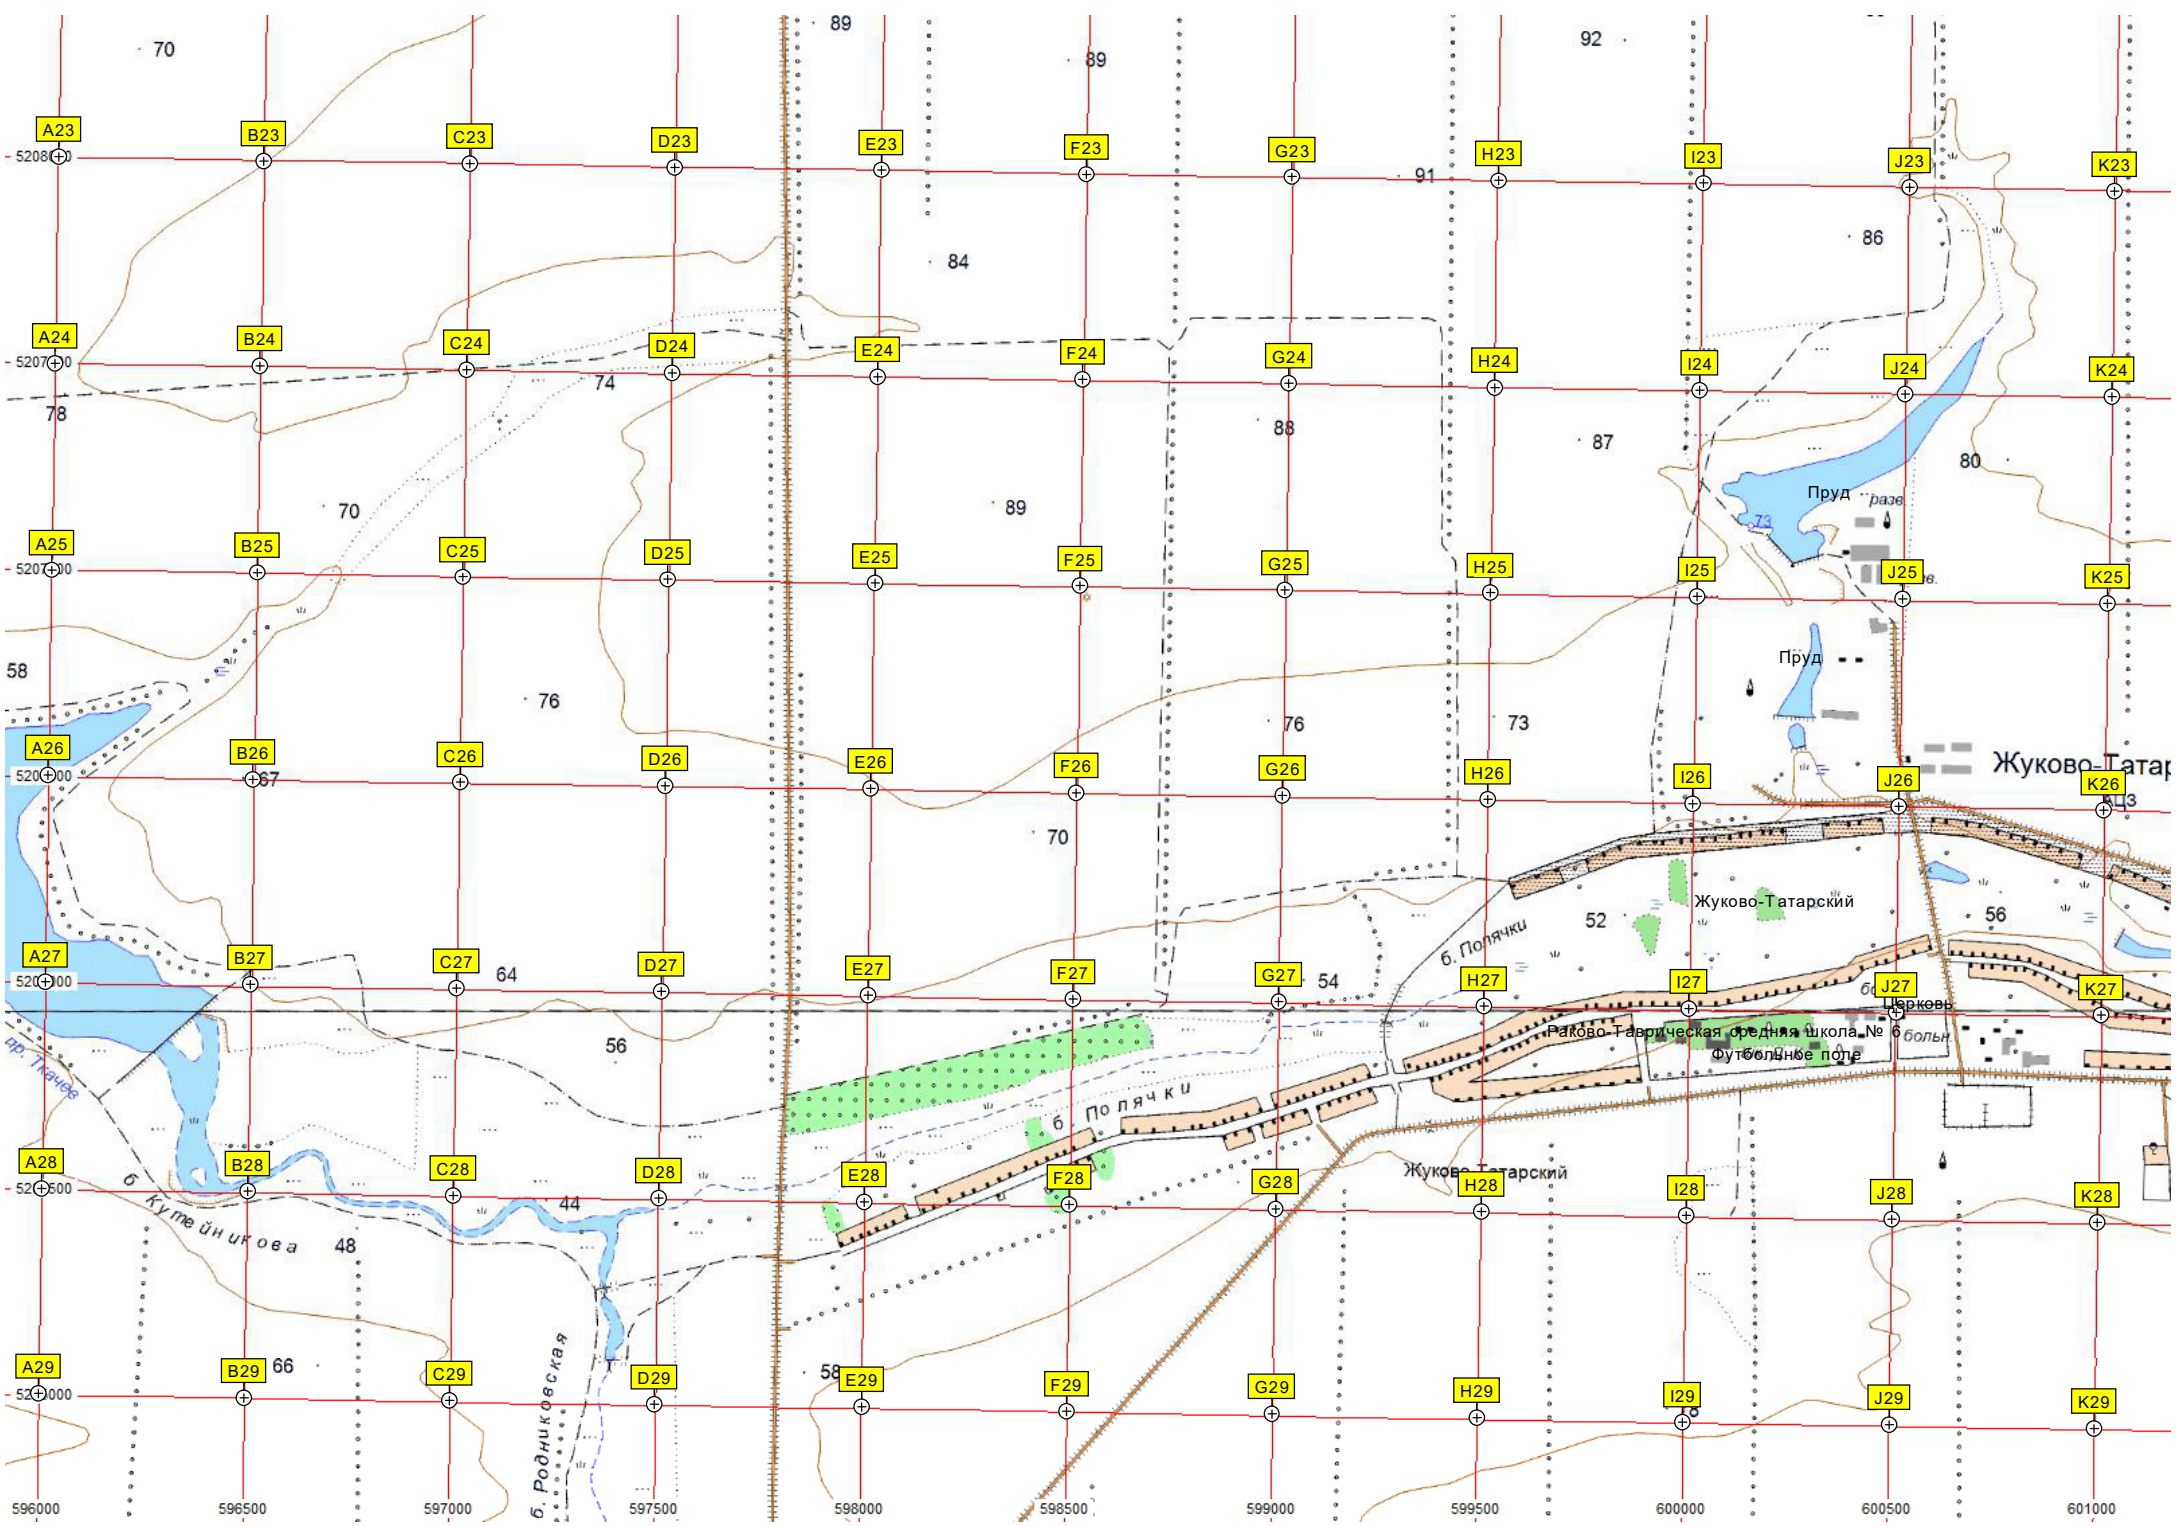 89
70
92
89
A23
B23
C23
D23
E23
F23
G23
H23
I23
J23
K23
91
86
84
A24
B24
C24
D24
E24
F24
G24
H24
I24
J24
K24
74
78
88
87
80
Пруд
разв
70
89
73
A25
B25
C25
D25
E25
F25
G25
H25
I25
J25
K25
58
Пруд
76
76
73
A26
B26
C26
D26
E26
F26
G26
H26
I26
J26
K26
Жуково-Татар
67
АЦЗ
70
Жуково-Татарский
52
56
б. Полячки
A27
B27
C27
D27
E27
F27
G27
H27
I27
J27
K27
64
54
Церковь
Раково-Таврическая средняя школа № 6
больн.
56
Футбольное поле
пр. Ткачев
б. Полячки
A28
B28
C28
D28
E28
F28
G28
H28
I28
J28
K28
Жуково-Татарский
5205500
44
б. Кутейникова
48
б. Родниковская
A29
B29
C29
D29
E29
F29
G29
H29
I29
J29
K29
66
58
596000
596500
597000
597500
598000
598500
599000
599500
600000
600500
601000